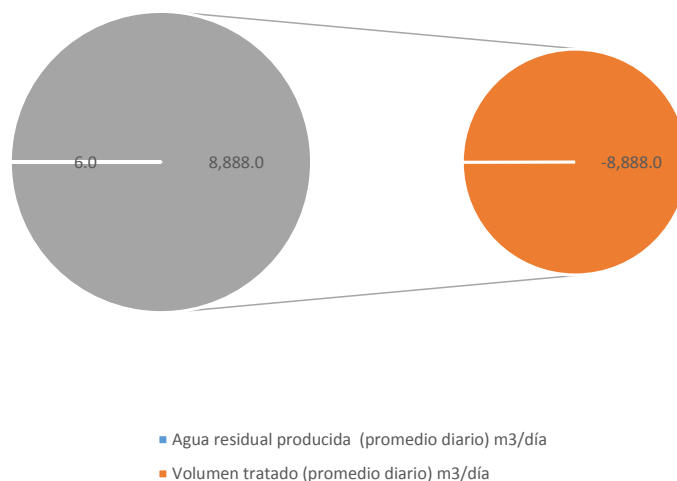 6.0
8,888.0
-8,888.0
Agua residual producida (promedio diario) m3/día
Volumen tratado (promedio diario) m3/día